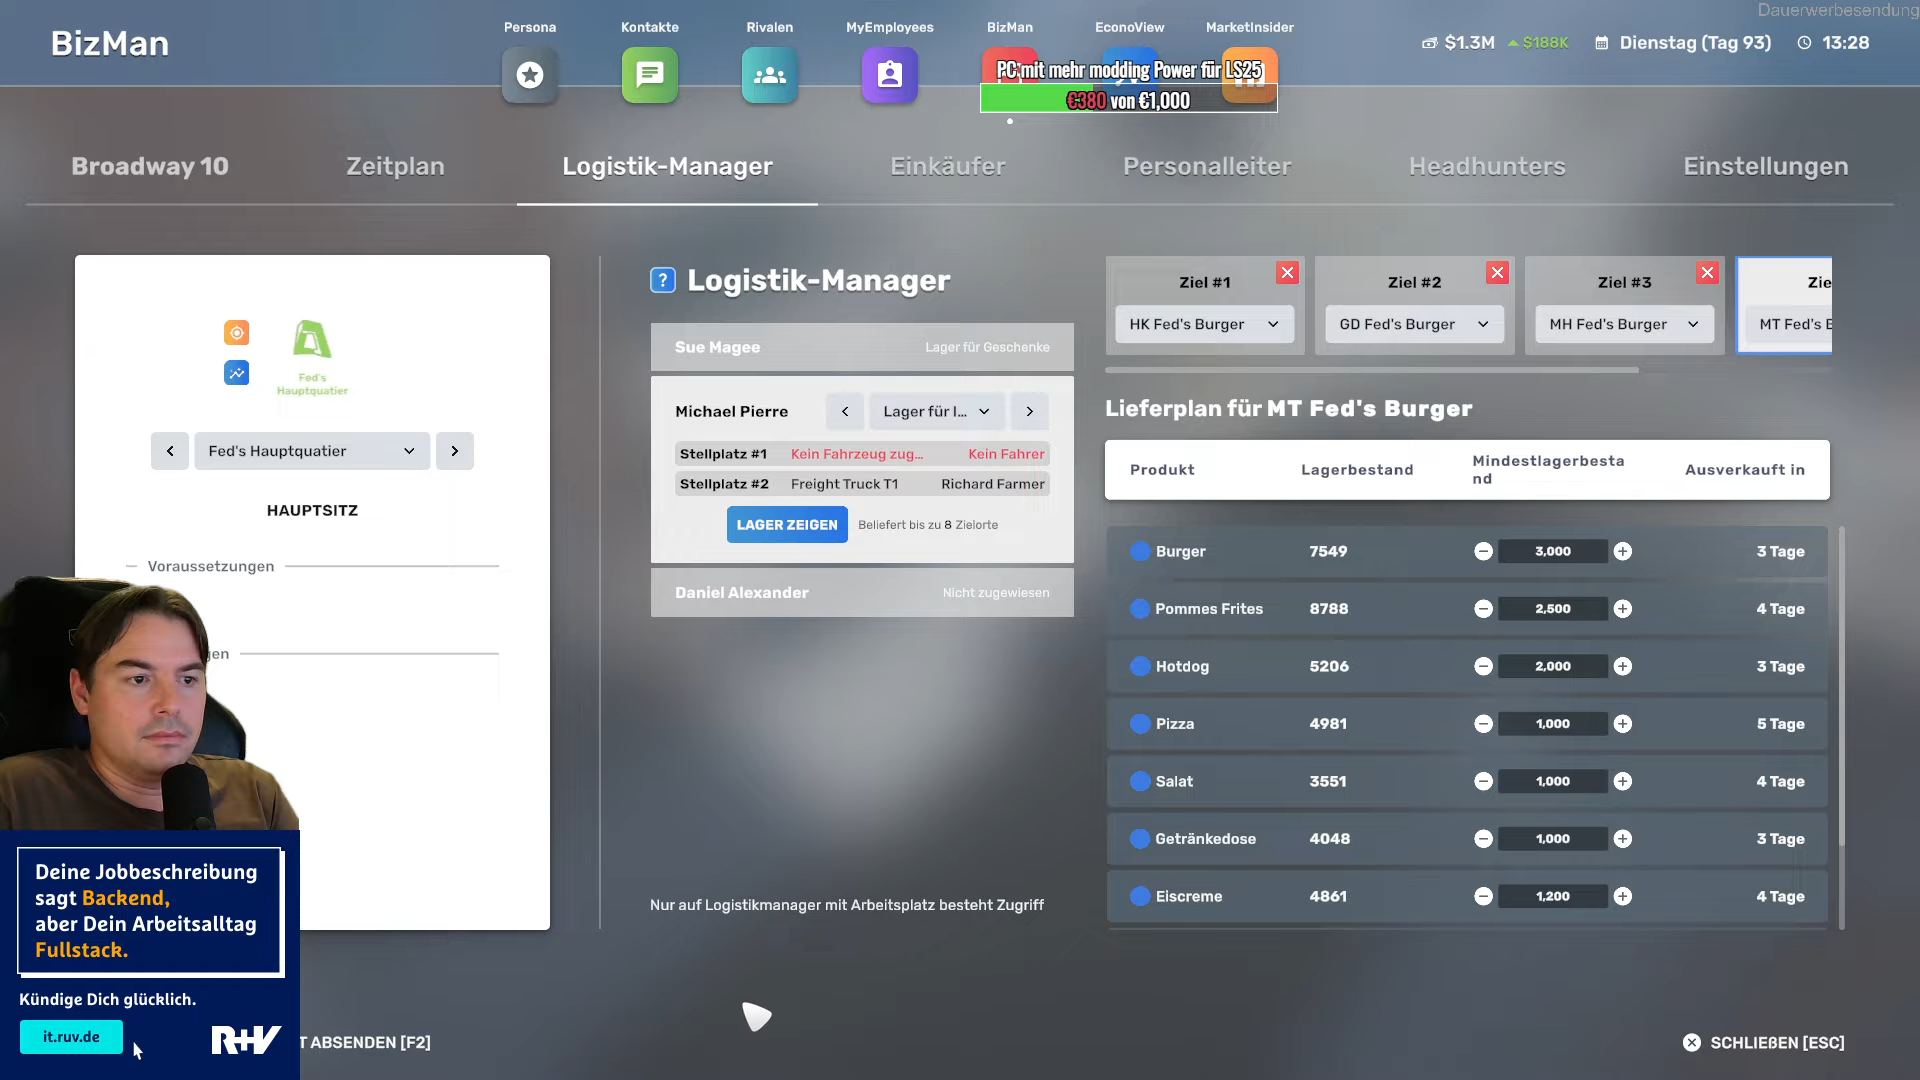 Dauerwerbesendung
BizMan
Persona
Kontakte
Rivalen
MyEmployees
BizMan
EconoView
MarketInsider
$1.3M
$188K
Dienstag (Tag 93)
13:28
PC mit mehr modding Power für LS25
€380 von €1,000
Broadway 10
Zeitplan
Logistik-Manager
Einkäufer
Personalleiter
Headhunters
Einstellungen
Fed's
Hauptquatier
Fed's Hauptquatier
HAUPTSITZ
Voraussetzungen
gen
? Logistik-Manager
Sue Magee
Lager für Geschenke
Michael Pierre
Lager für I...
Stellplatz #1 Kein Fahrzeug zug... Kein Fahrer
Stellplatz #2 Freight Truck T1 Richard Farmer
LAGER ZEIGEN
Beliefert bis zu 8 Zielorte
Daniel Alexander
Nicht zugewiesen
Nur auf Logistikmanager mit Arbeitsplatz besteht Zugriff
Ziel #1
HK Fed's Burger
Ziel #2
GD Fed's Burger
Ziel #3
MH Fed's Burger
Zie
MT Fed's B
Lieferplan für MT Fed's Burger
Produkt
Lagerbestand
Mindestlagerbesta
nd
Ausverkauft in
Burger 7549 3,000 3 Tage
Pommes Frites 8788 2,500 4 Tage
Hotdog 5206 2,000 3 Tage
Pizza 4981 1,000 5 Tage
Salat 3551 1,000 4 Tage
Getränkedose 4048 1,000 3 Tage
Eiscreme 4861 1,200 4 Tage
Deine Jobbeschreibung
sagt Backend,
aber Dein Arbeitsalltag
Fullstack.
Kündige Dich glücklich.
it.ruv.de
R+V
T ABSENDEN [F2]
SCHLIEßEN [ESC]